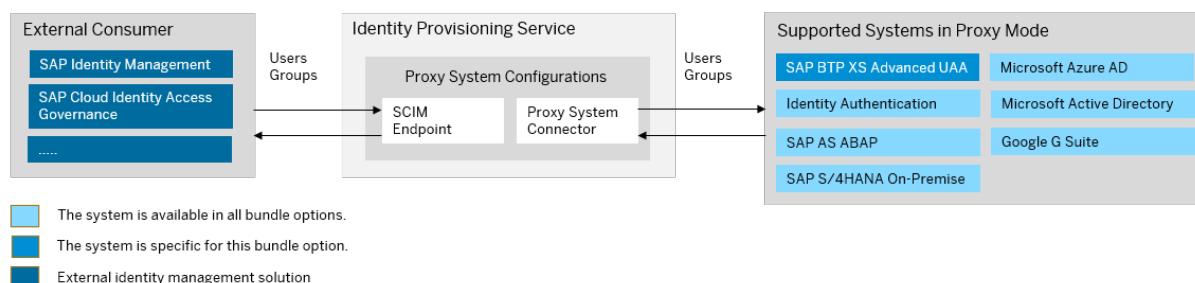 External Consumer
SAP Identity Management
SAP Cloud Identity Access
Governance
.....
Users
Groups
Identity Provisioning Service
Proxy System Configurations
SCIM
Endpoint
Proxy System
Connector
Users
Groups
Supported Systems in Proxy Mode
SAP BTP XS Advanced UAA
Microsoft Azure AD
Identity Authentication
Microsoft Active Directory
SAP AS ABAP
Google G Suite
SAP S/4HANA On-Premise
The system is available in all bundle options.
The system is specific for this bundle option.
External identity management solution